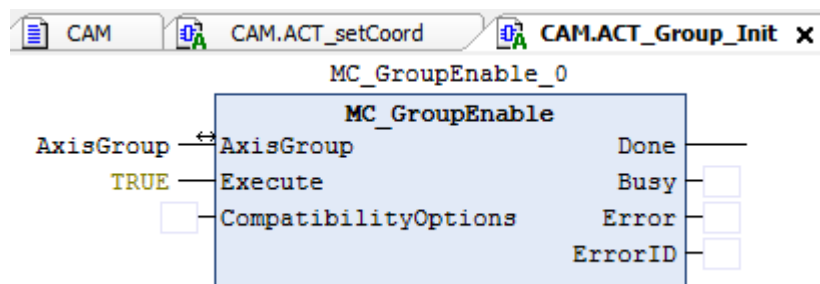 CAM CAM.ACT_setCoord CAM.ACT_Group_Init x
MC_GroupEnable_0
MC_GroupEnable
AxisGroup AxisGroup Done
TRUE Execute Busy
CompatibilityOptions Error
ErrorID